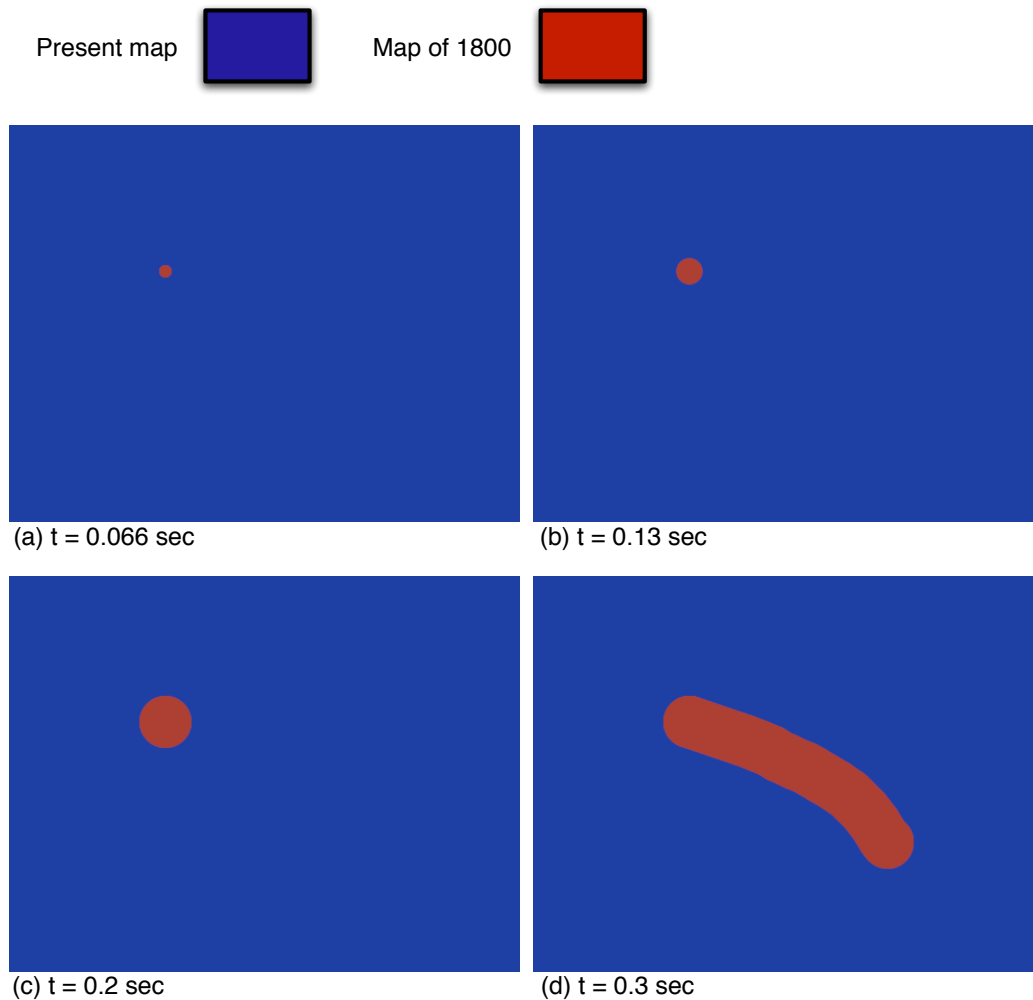 Present map
Map of 1800
(a) t = 0.066 sec
(b) t = 0.13 sec
(c) t = 0.2 sec
(d) t = 0.3 sec